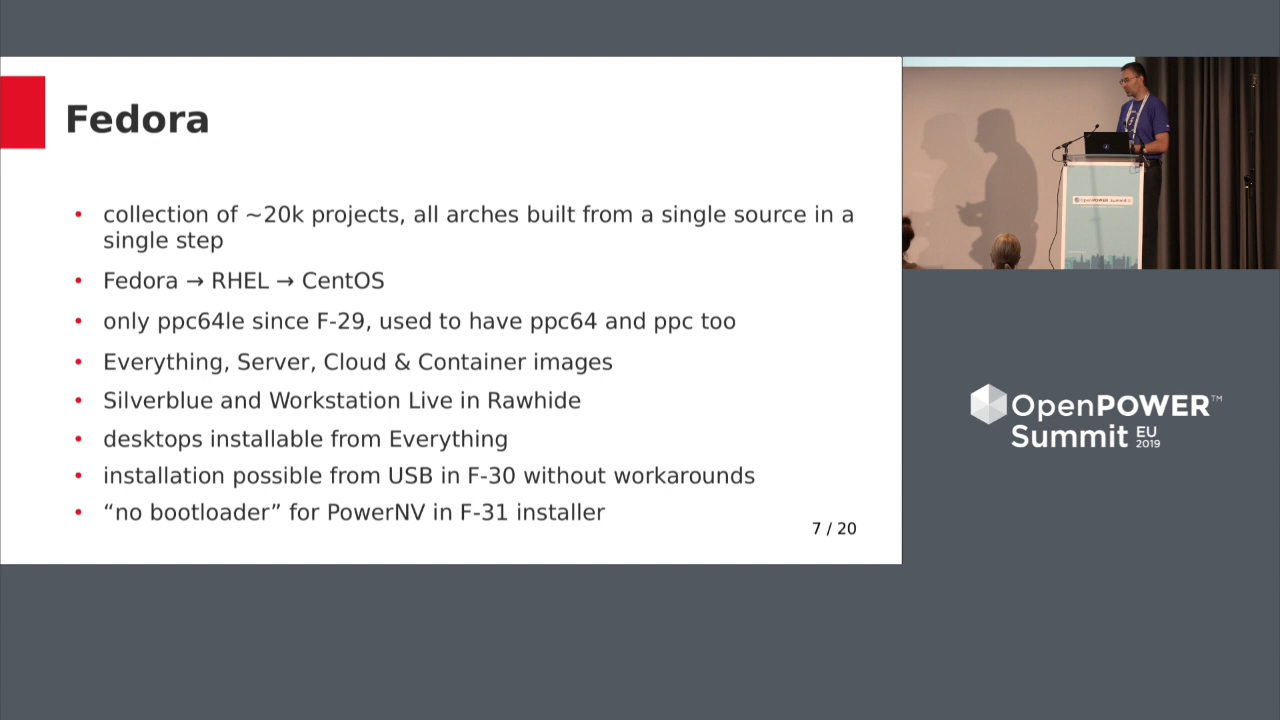 Fedora
• collection of ~20k projects, all arches built from a single source in a
single step
• Fedora → RHEL → CentOS
• only ppc64le since F-29, used to have ppc64 and ppc too
• Everything, Server, Cloud & Container images
• Silverblue and Workstation Live in Rawhide
• desktops installable from Everything
• installation possible from USB in F-30 without workarounds
• “no bootloader” for PowerNV in F-31 installer
7 / 20
OpenPOWER Summit
OpenPOWER™
Summit EU
2019